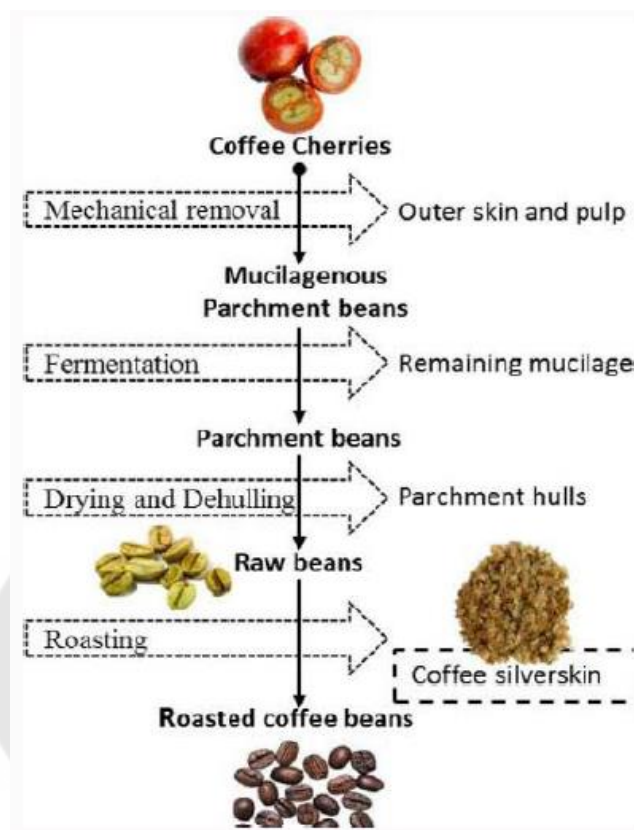 Coffee Cherries
Mechanical removal
Outer skin and pulp
Mucilagenous
Parchment beans
Fermentation
Remaining mucilage
Parchment beans
Drying and Dehulling
Parchment hulls
Raw beans
Roasting
Coffee silverskin
Roasted coffee beans